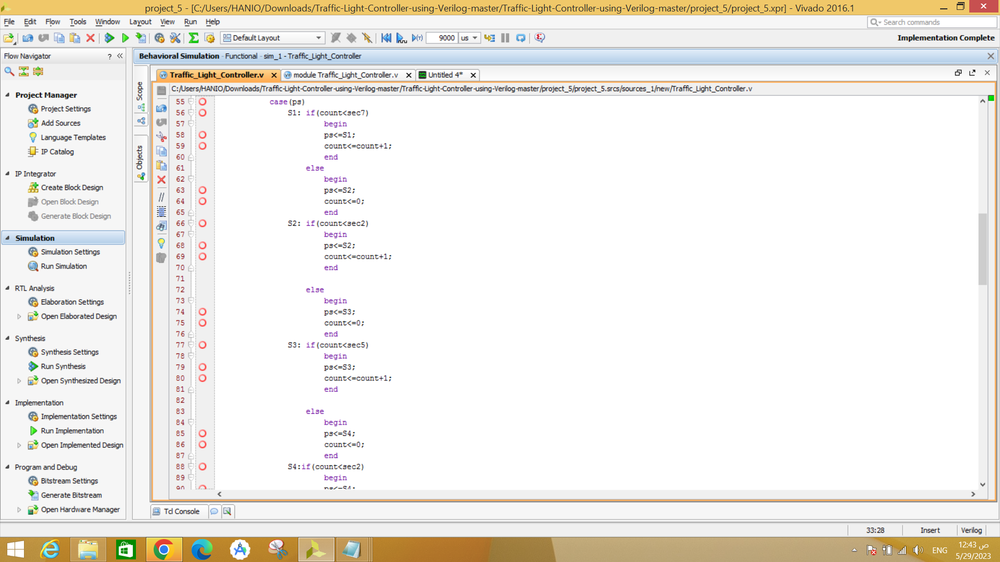 project_5 - [C:/Users/HANIO/Downloads/Traffic-Light-Controller-using-Verilog-master/Traffic-Light-Controller-using-Verilog-master/project_5/project_5.xpr] - Vivado 2016.1
File Edit Flow Tools Window Layout View Run Help
Search commands
Default Layout
9000 us
Implementation Complete
Flow Navigator ? «
Behavioral Simulation - Functional - sim_1 - Traffic_Light_Controller
Project Manager
Project Settings
Add Sources
Language Templates
IP Catalog
IP Integrator
Create Block Design
Open Block Design
Generate Block Design
Simulation
Simulation Settings
Run Simulation
RTL Analysis
Elaboration Settings
Open Elaborated Design
Synthesis
Synthesis Settings
Run Synthesis
Open Synthesized Design
Implementation
Implementation Settings
Run Implementation
Open Implemented Design
Program and Debug
Bitstream Settings
Generate Bitstream
Open Hardware Manager
Scope
Objects
Traffic_Light_Controller.v
module Traffic_Light_Controller.v
Untitled 4*
C:/Users/HANIO/Downloads/Traffic-Light-Controller-using-Verilog-master/Traffic-Light-Controller-using-Verilog-master/project_5/project_5.srcs/sources_1/new/Traffic_Light_Controller.v
55 case(ps)
56 S1: if(count<sec7)
57 begin
58 ps<=S1;
59 count<=count+1;
60 end
61 else
62 begin
63 ps<=S2;
64 count<=0;
65 end
66 S2: if(count<sec2)
67 begin
68 ps<=S2;
69 count<=count+1;
70 end
71
72 else
73 begin
74 ps<=S3;
75 count<=0;
76 end
77 S3: if(count<sec5)
78 begin
79 ps<=S3;
80 count<=count+1;
81 end
82
83 else
84 begin
85 ps<=S4;
86 count<=0;
87 end
88 S4:if(count<sec2)
89 begin
90 ps<=S4;
Tcl Console
33:28 Insert Verilog
ENG
12:43 ص
5/29/2023